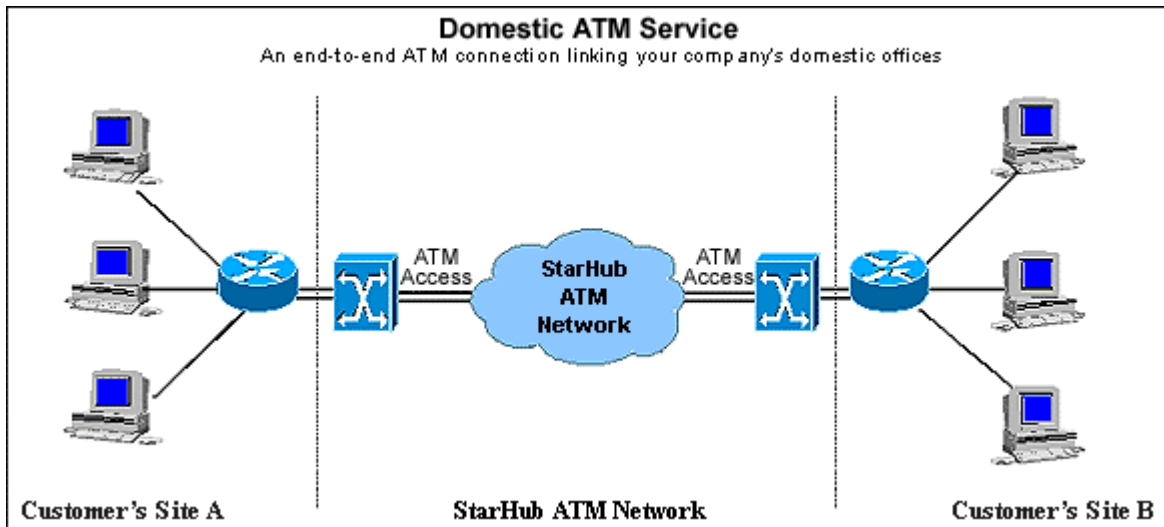 Domestic ATM Service
An end-to-end ATM connection linking your company's domestic offices
ATM
Access
StarHub
ATM
Network
ATM
Access
Customer's Site A
StarHub ATM Network
Customer's Site B